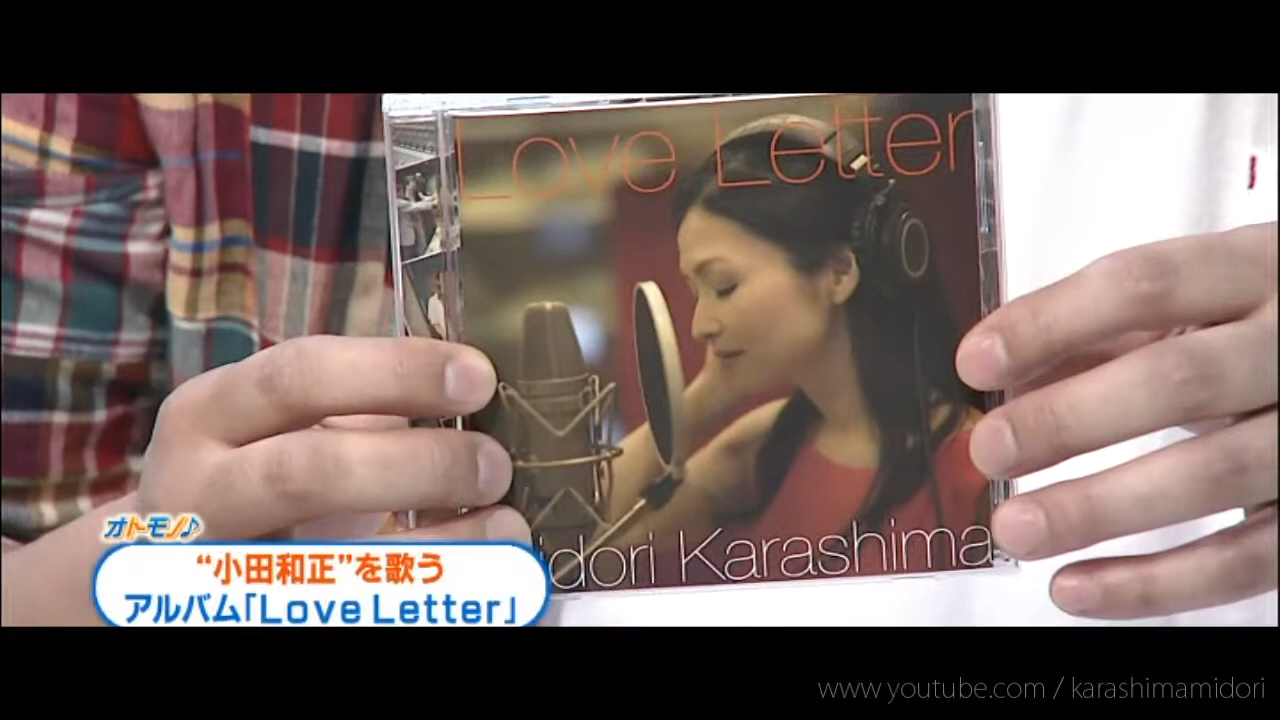 Love Letter
idori Karashima
オトモノ♪
“小田和正”を歌う
アルバム「Love Letter」
www.youtube.com / karashimamidori